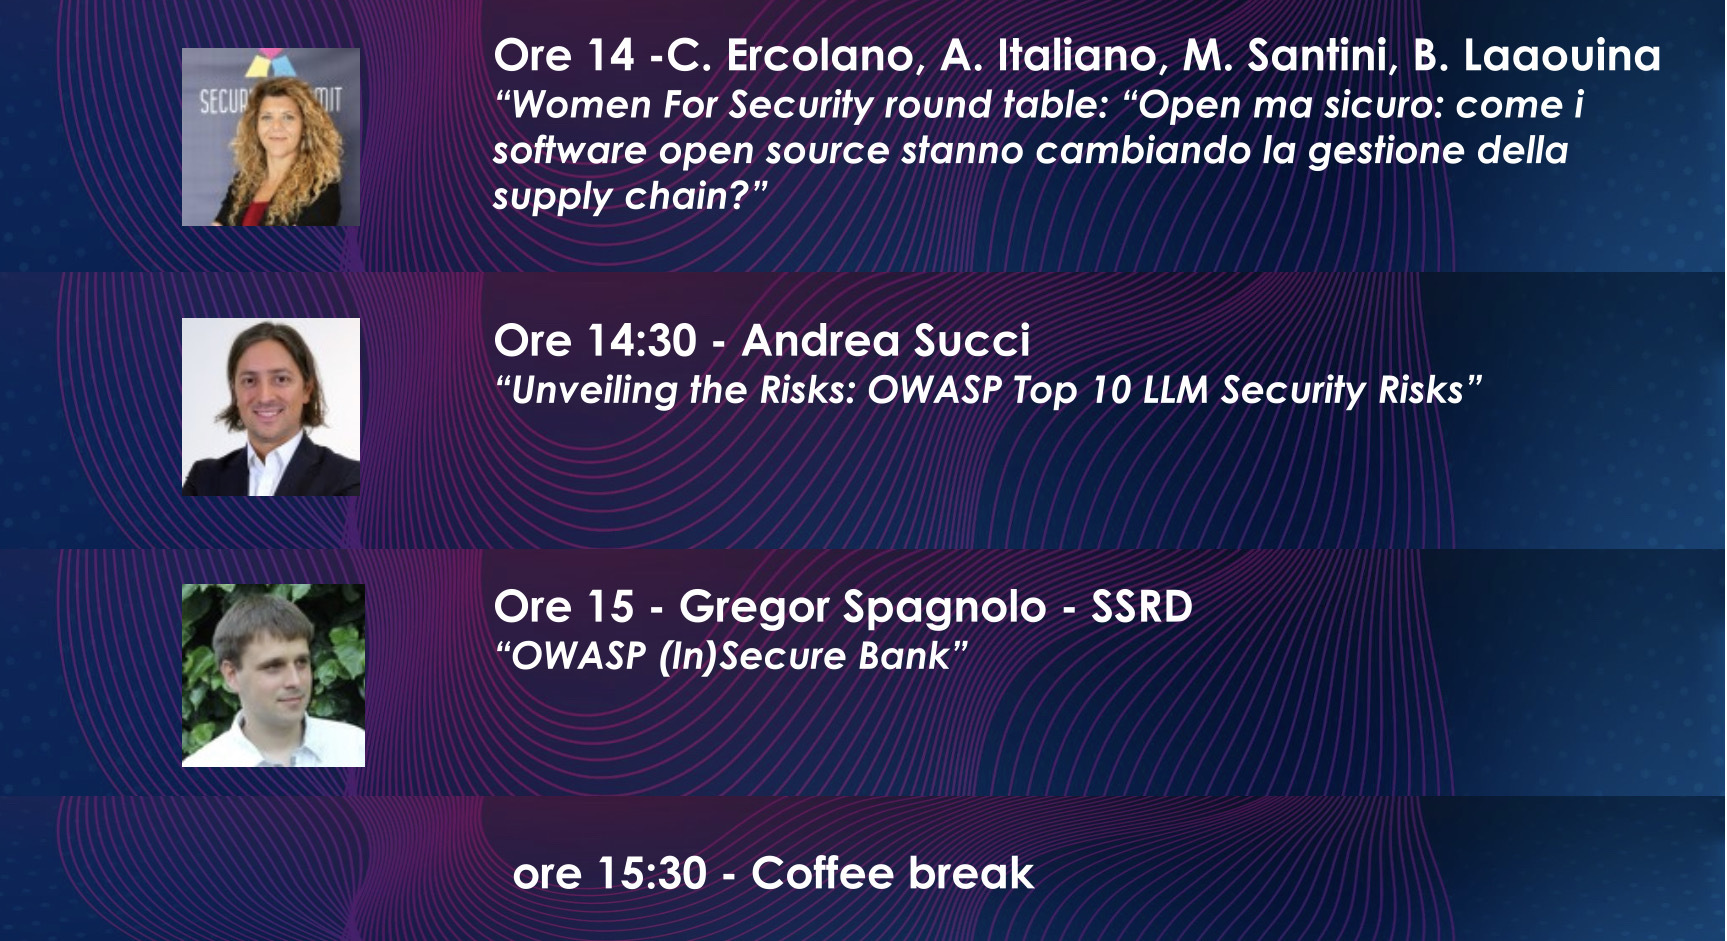 SECUR MIT
Ore 14 -C. Ercolano, A. Italiano, M. Santini, B. Laaouina
“Women For Security round table: “Open ma sicuro: come i
software open source stanno cambiando la gestione della
supply chain?”
Ore 14:30 - Andrea Succi
“Unveiling the Risks: OWASP Top 10 LLM Security Risks”
Ore 15 - Gregor Spagnolo - SSRD
“OWASP (In)Secure Bank”
ore 15:30 - Coffee break